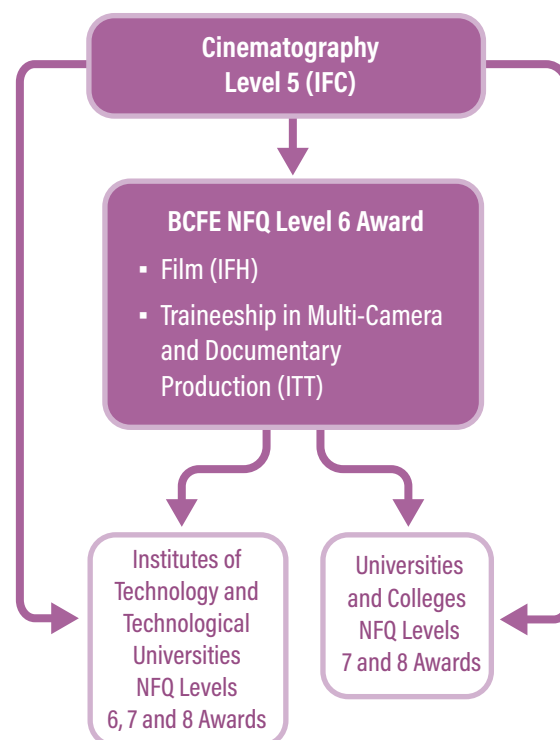 Cinematography
Level 5 (IFC)
BCFE NFQ Level 6 Award
▪ Film (IFH)
▪ Traineeship in Multi-Camera
and Documentary
Production (ITT)
Institutes of
Technology and
Technological
Universities
NFQ Levels
6, 7 and 8 Awards
Universities
and Colleges
NFQ Levels
7 and 8 Awards